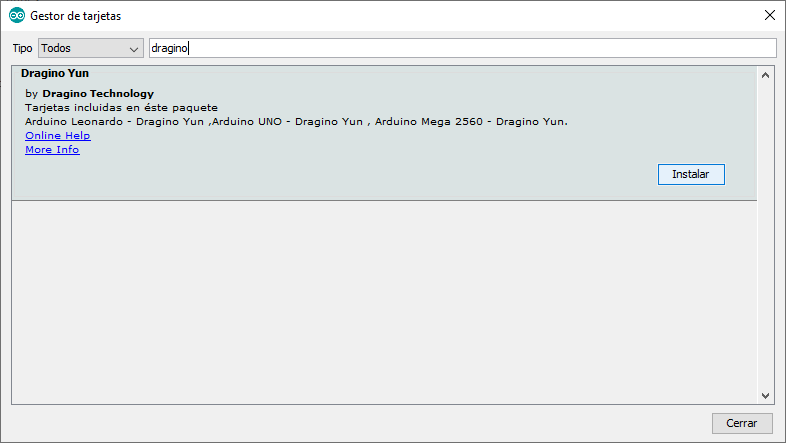 Gestor de tarjetas
Tipo Todos dragino
Dragino Yun
by Dragino Technology
Tarjetas incluidas en éste paquete
Arduino Leonardo - Dragino Yun ,Arduino UNO - Dragino Yun , Arduino Mega 2560 - Dragino Yun.
Online Help
More Info
Instalar
Cerrar